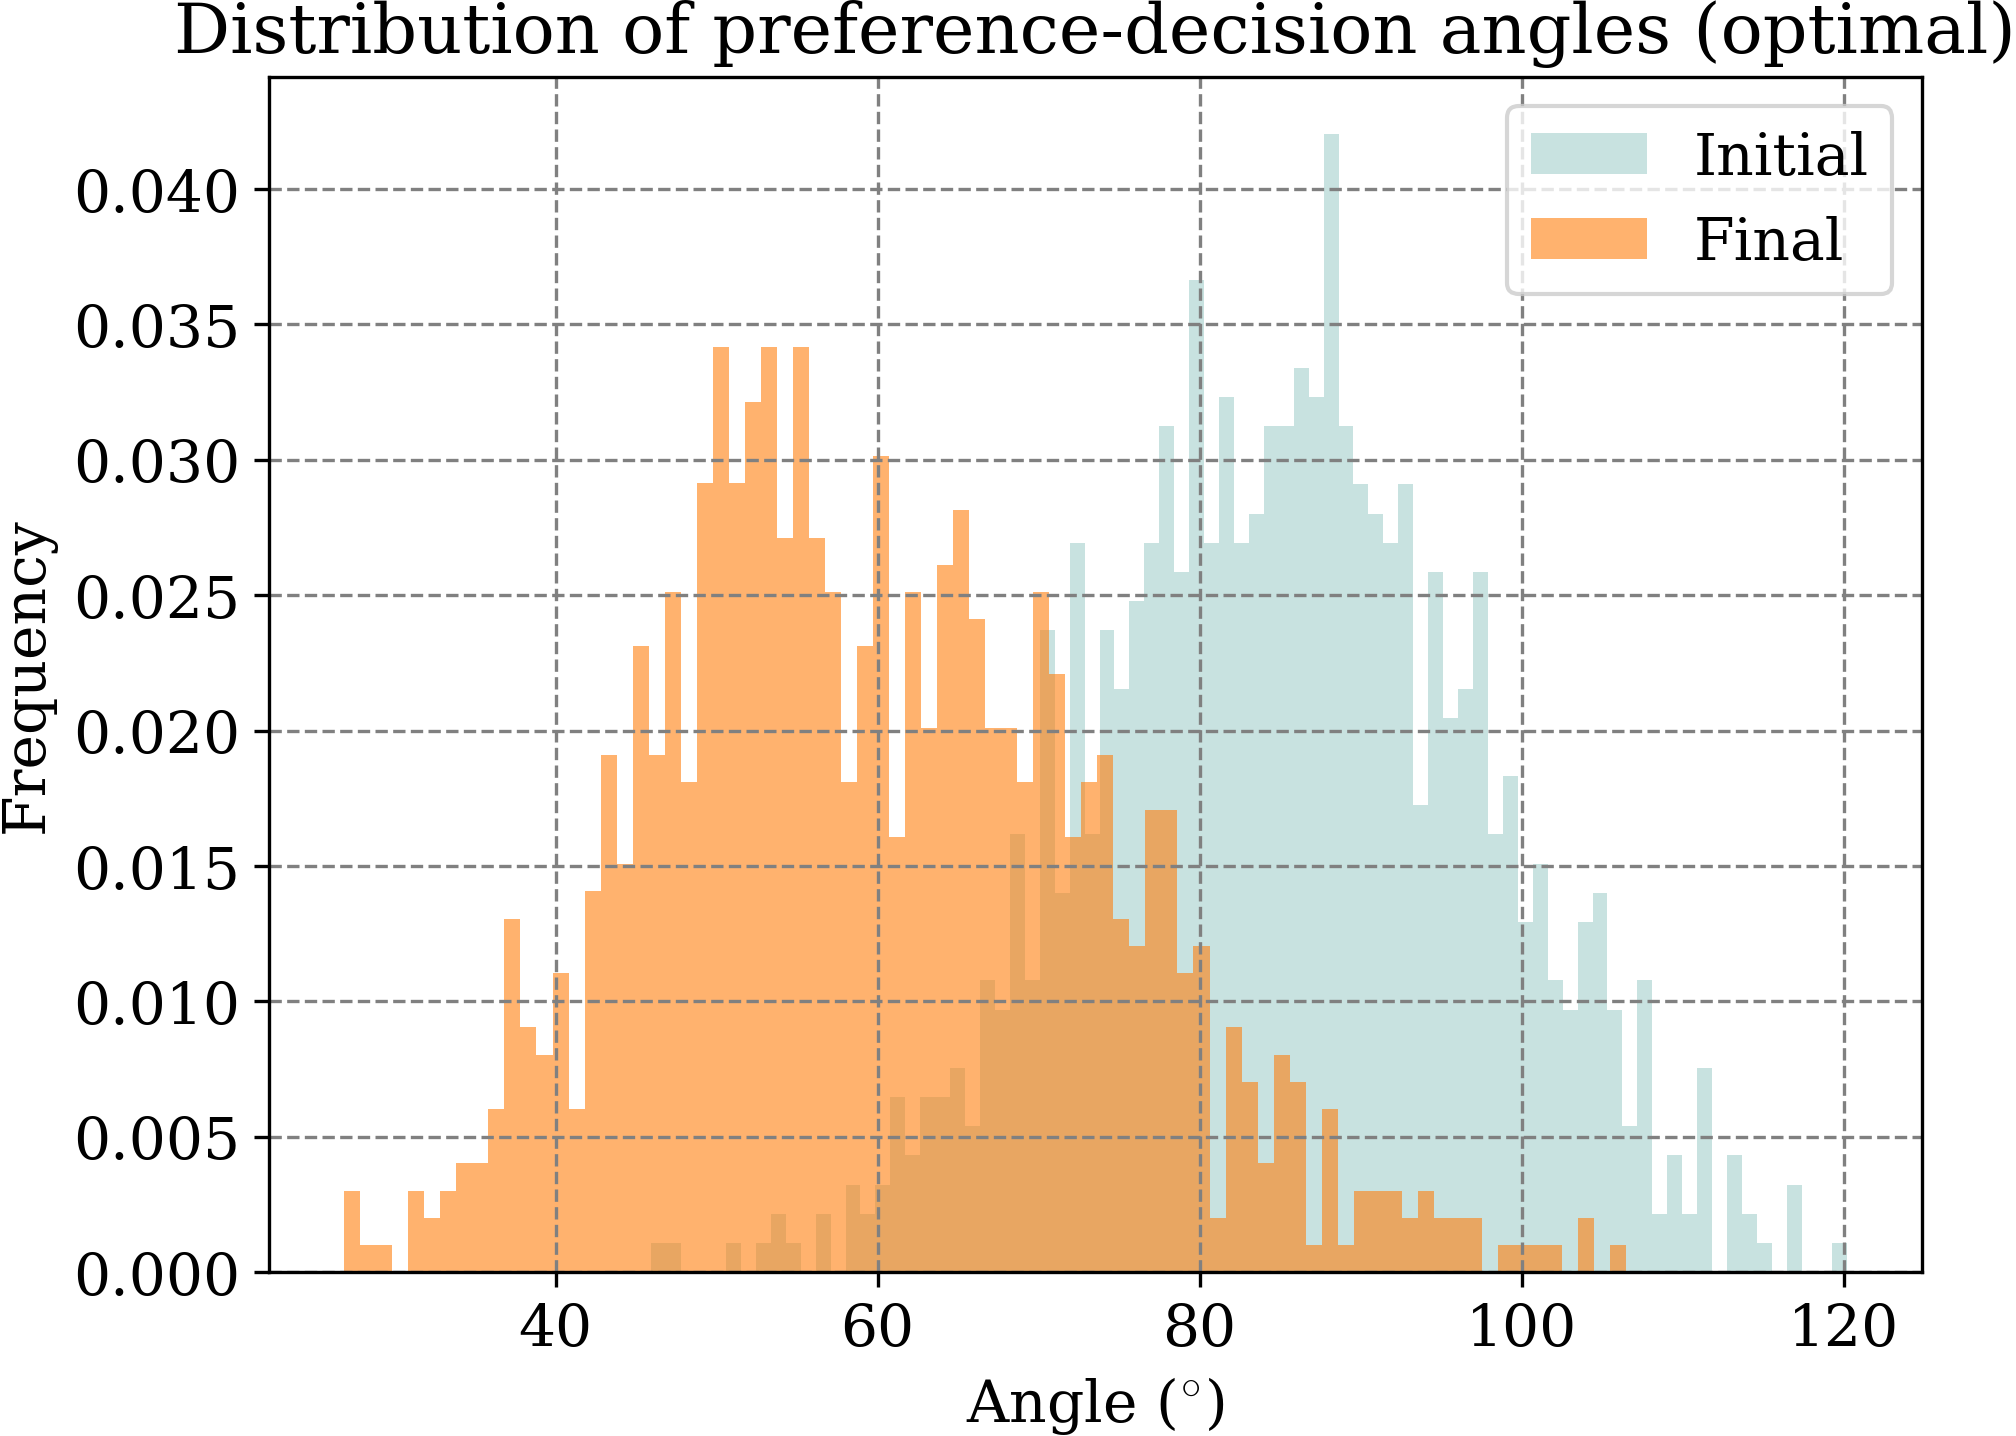 Distribution of preference-decision angles (optimal)
Initial
Final
0.040
0.035
0.030
0.025
0.020
0.015
0.010
0.005
0.000
Frequency
40 60 80 100 120
Angle (°)